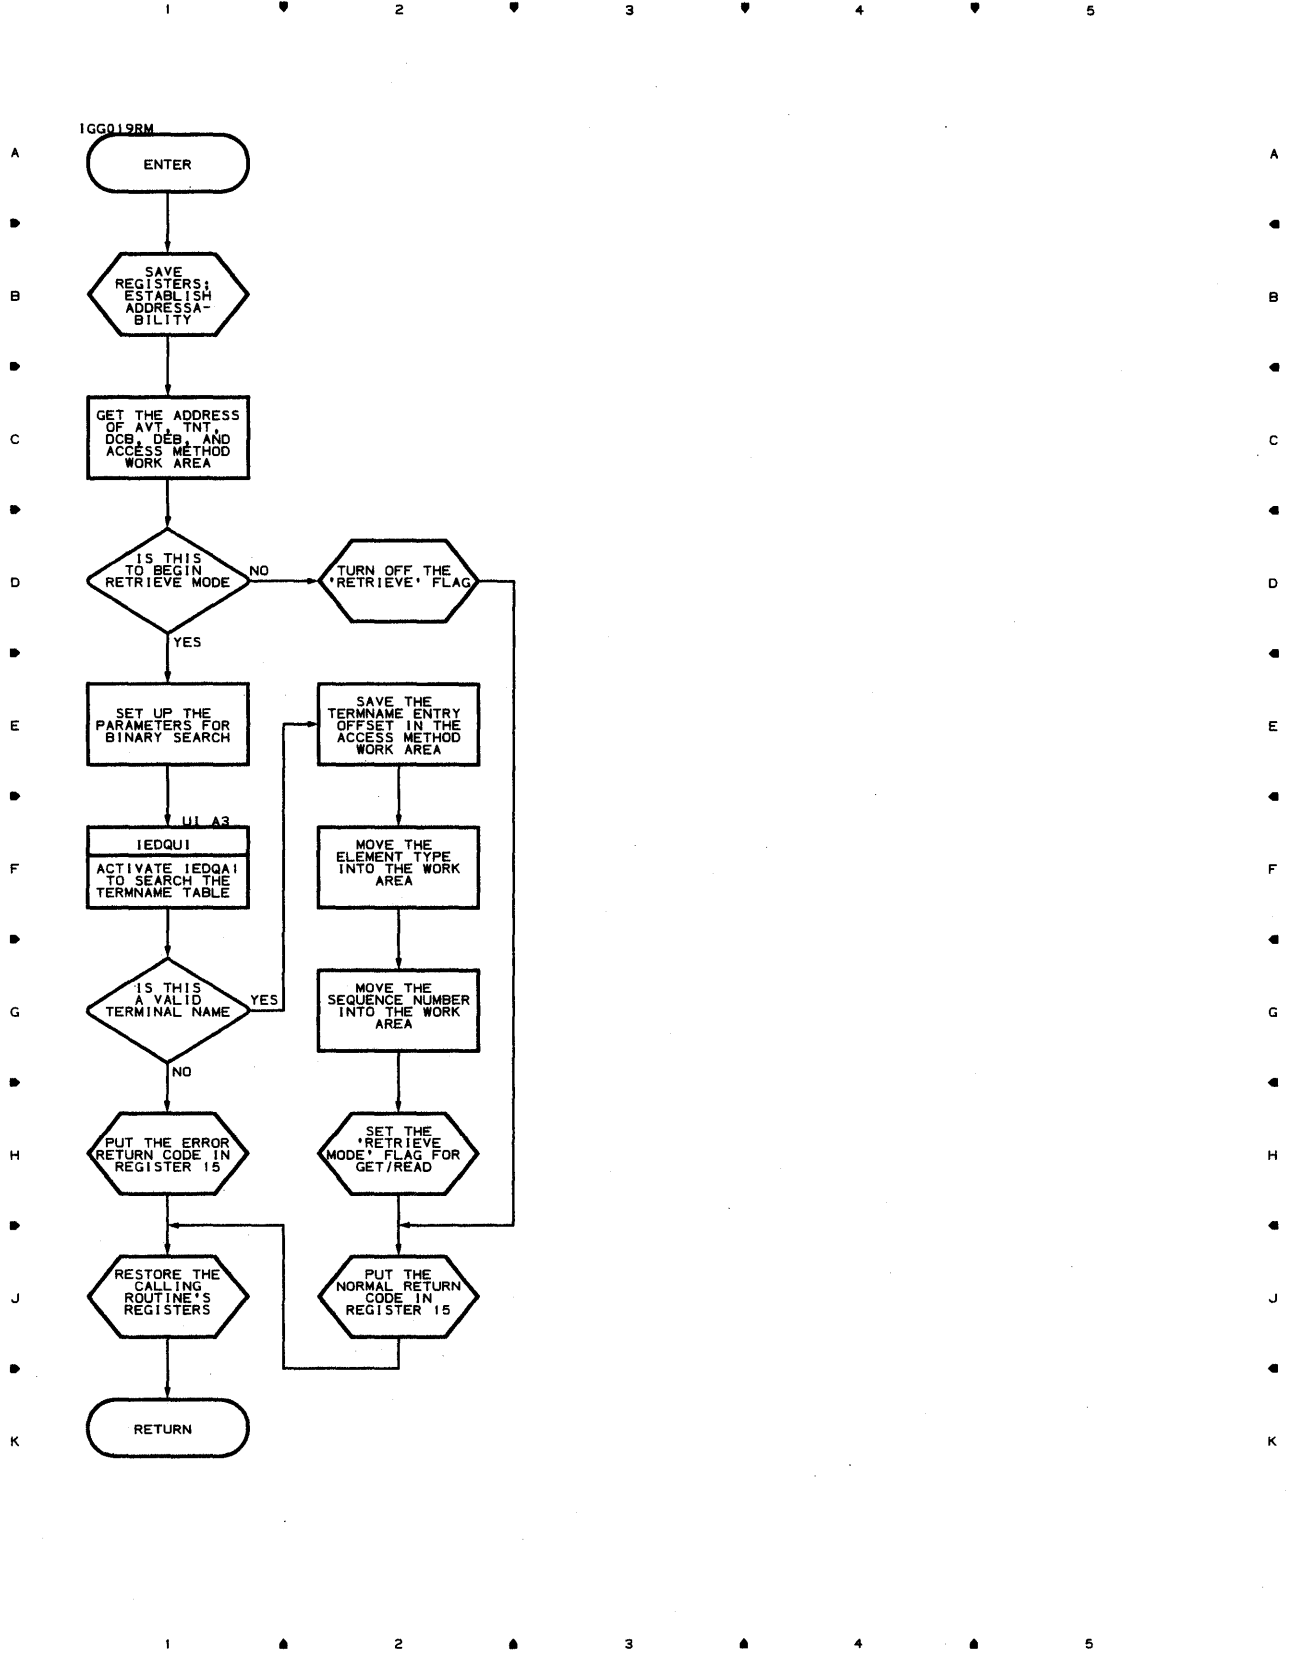 1 2 3 4 5
IGG019RM
A A
ENTER
SAVE
REGISTERS;
B ESTABLISH B
ADDRESSA-
BILITY
GET THE ADDRESS
OF AVT, TNT,
C DCB, DEB, AND C
ACCESS METHOD
WORK AREA
IS THIS
TO BEGIN
RETRIEVE MODE
NO
TURN OFF THE
'RETRIEVE' FLAG
D D
YES
SET UP THE
PARAMETERS FOR
BINARY SEARCH
SAVE THE
TERMNAME ENTRY
OFFSET IN THE
ACCESS METHOD
WORK AREA
E E
U1 A3
IEDQU1
ACTIVATE IEDQA1
TO SEARCH THE
TERMNAME TABLE
MOVE THE
ELEMENT TYPE
INTO THE WORK
AREA
F F
IS THIS
A VALID
TERMINAL NAME
YES
MOVE THE
SEQUENCE NUMBER
INTO THE WORK
AREA
G G
NO
PUT THE ERROR
RETURN CODE IN
REGISTER 15
SET THE
'RETRIEVE
MODE' FLAG FOR
GET/READ
H H
RESTORE THE
CALLING
ROUTINE'S
REGISTERS
PUT THE
NORMAL RETURN
CODE IN
REGISTER 15
J J
RETURN
K K
1 2 3 4 5